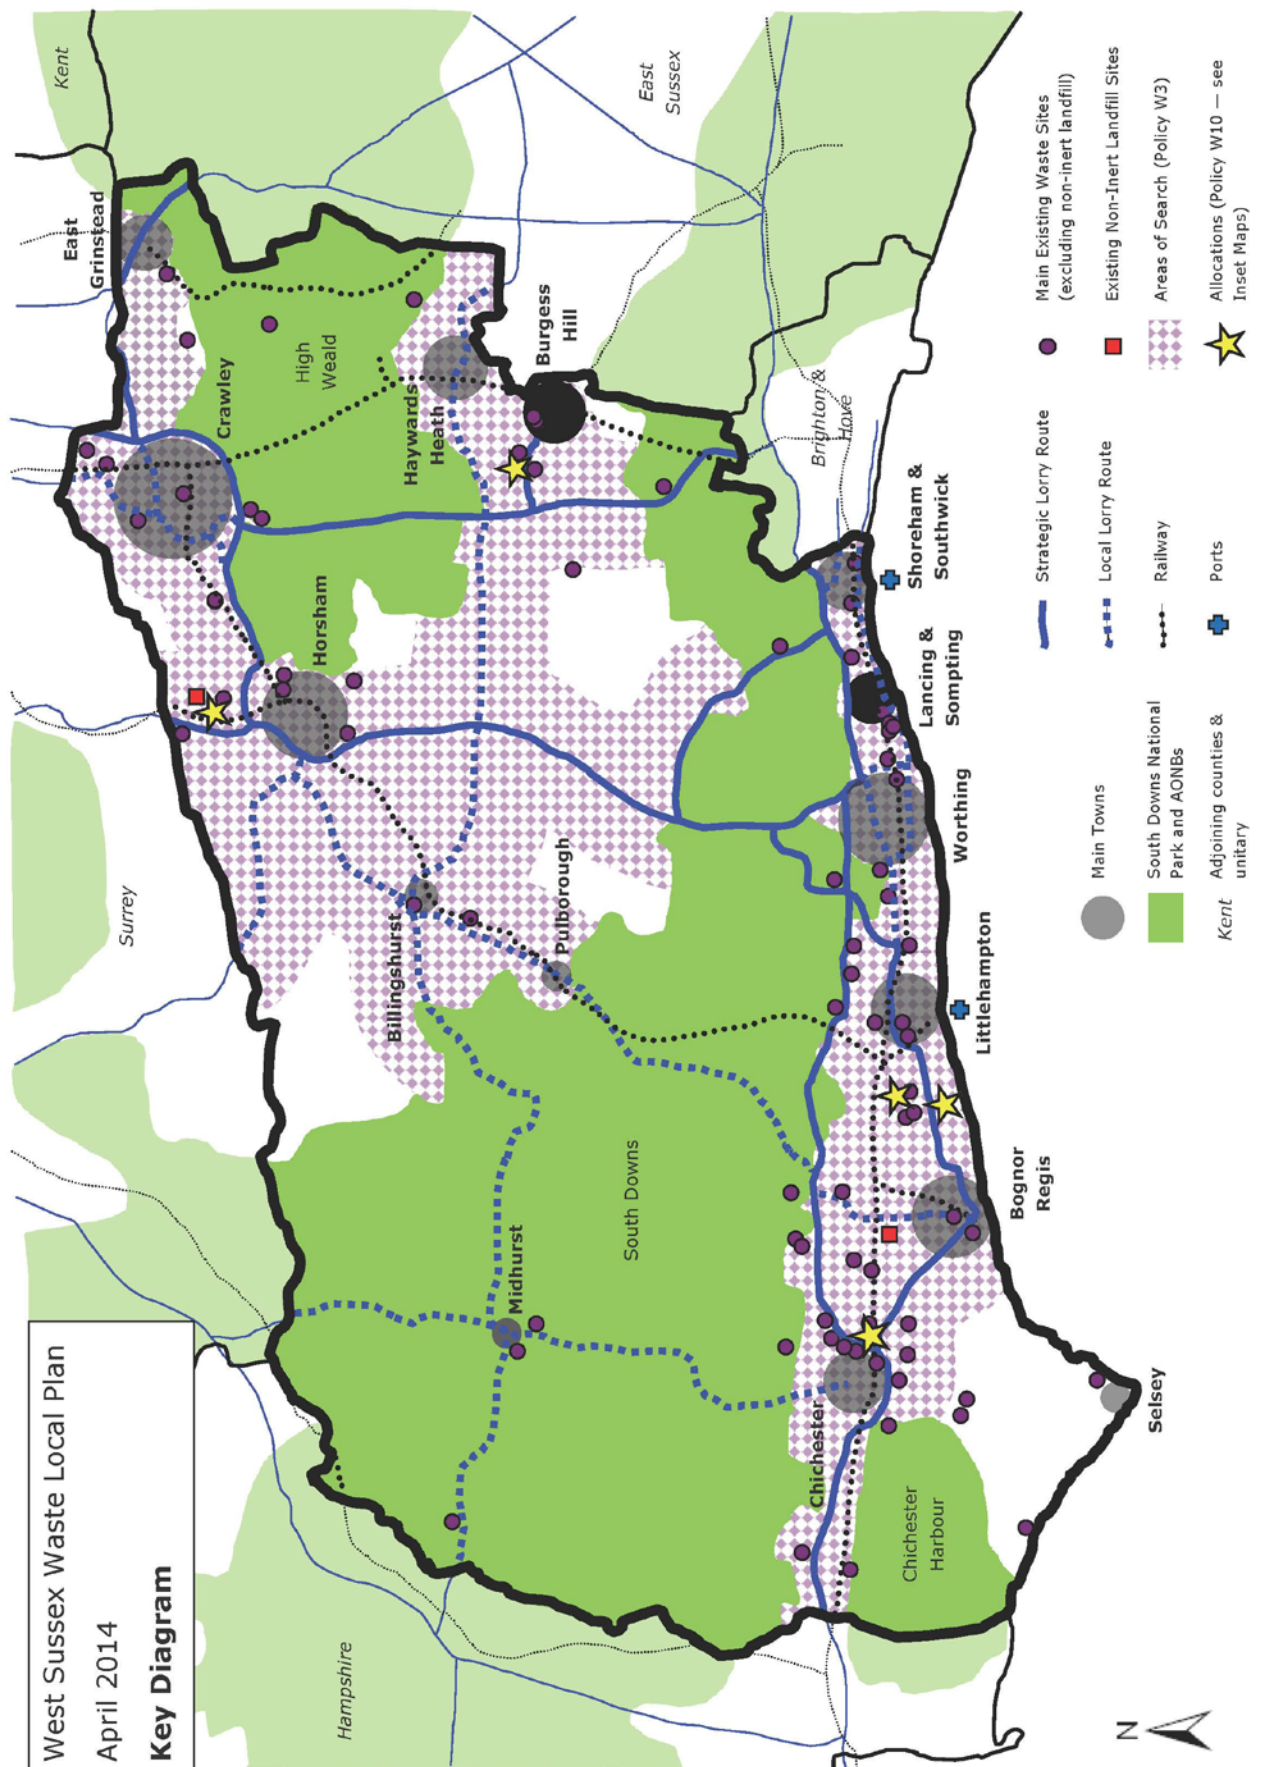 West Sussex Waste Local Plan
April 2014
Key Diagram
Hampshire
Surrey
Kent
East
Sussex
Brighton &
Hove
East
Grinstead
Crawley
High
Weald
Haywards
Heath
Burgess
Hill
Horsham
Billingshurst
Pulborough
Midhurst
South Downs
Chichester
Chichester
Harbour
Selsey
Bognor
Regis
Littlehampton
Worthing
Lancing &
Sompting
Shoreham &
Southwick
N
Main Towns
South Downs National
Park and AONBs
Kent
Adjoining counties &
unitary
Strategic Lorry Route
Local Lorry Route
Railway
Ports
Main Existing Waste Sites
(excluding non-inert landfill)
Existing Non-Inert Landfill Sites
Areas of Search (Policy W3)
Allocations (Policy W10 — see
Inset Maps)